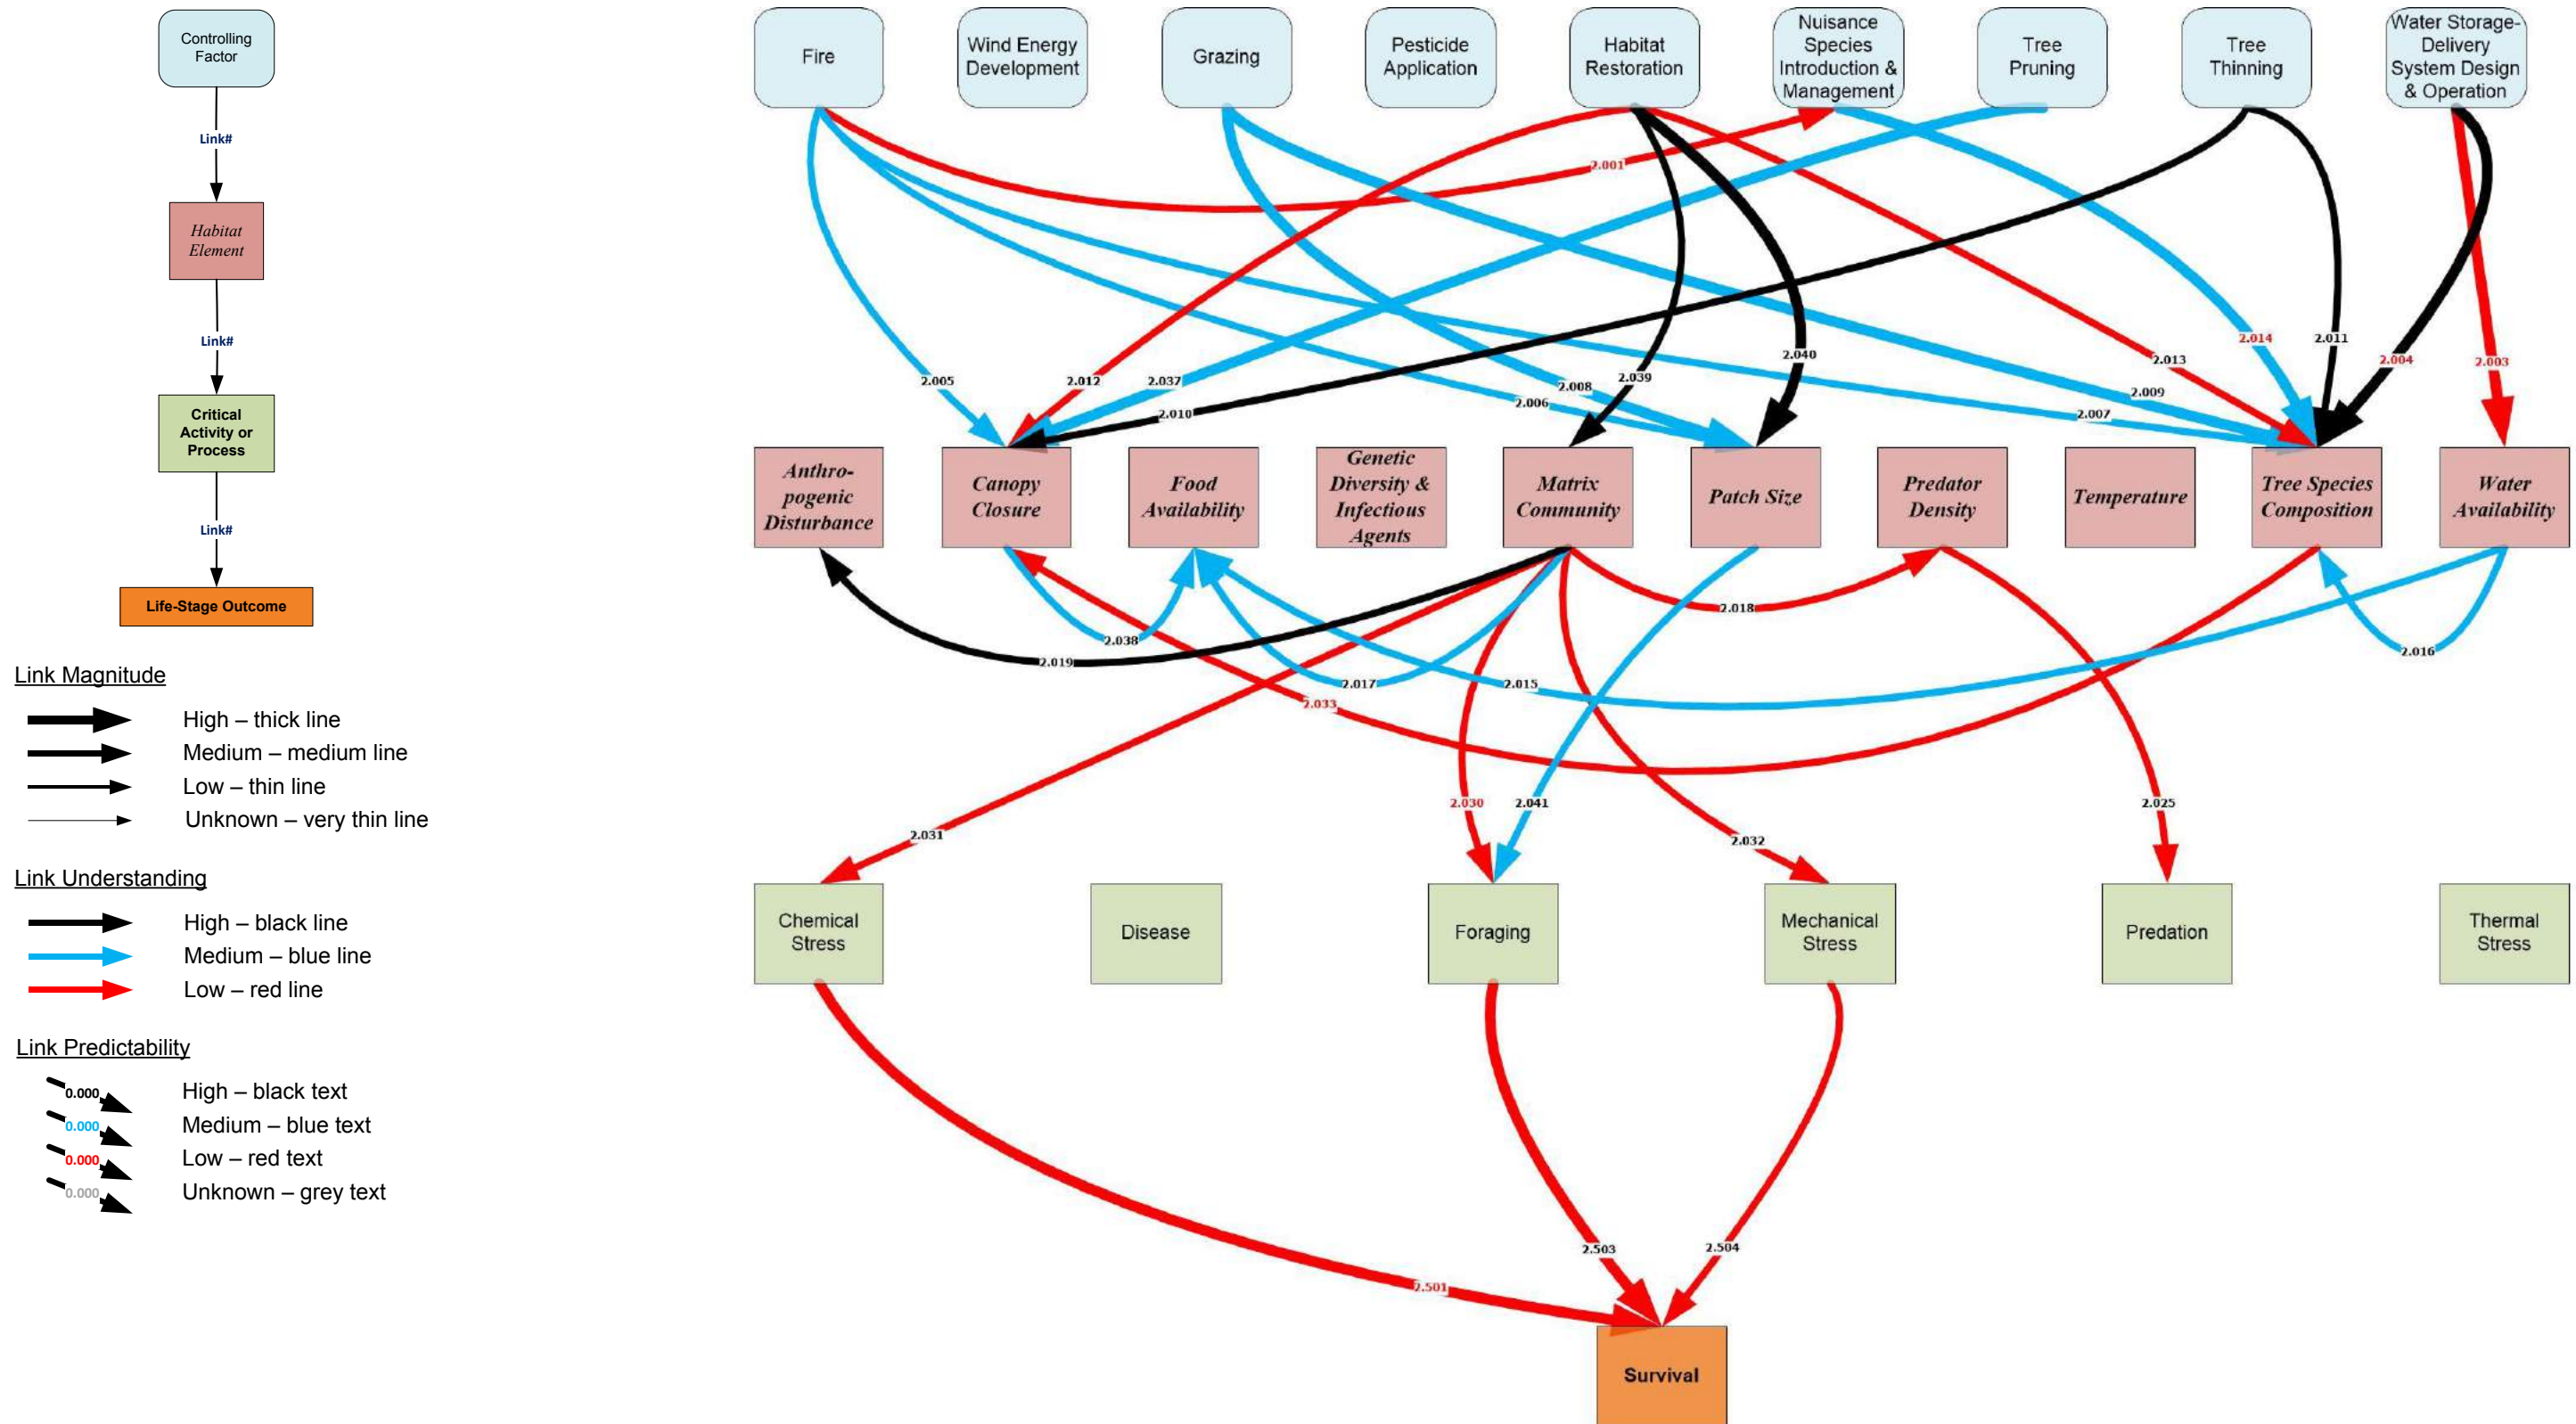 Controlling
Factor
Link#
Habitat
Element
Link#
Critical
Activity or
Process
Link#
Life-Stage Outcome
Link Magnitude
High – thick line
Medium – medium line
Low – thin line
Unknown – very thin line
Link Understanding
High – black line
Medium – blue line
Low – red line
Link Predictability
0.000
High – black text
0.000
Medium – blue text
0.000
Low – red text
0.000
Unknown – grey text
Fire
Wind Energy
Development
Grazing
Pesticide
Application
Habitat
Restoration
Nuisance
Species
Introduction &
Management
Tree
Pruning
Tree
Thinning
Water Storage-
Delivery
System Design
& Operation
2.001
2.014
2.011
2.040
2.013
2.004
2.003
2.005
2.012
2.037
2.008
2.039
2.009
2.006
2.010
2.007
Anthro-
pogenic
Disturbance
Canopy
Closure
Food
Availability
Genetic
Diversity &
Infectious
Agents
Matrix
Community
Patch Size
Predator
Density
Temperature
Tree Species
Composition
Water
Availability
2.018
2.038
2.016
2.019
2.017
2.015
2.033
2.030
2.041
2.025
2.031
2.032
Chemical
Stress
Disease
Foraging
Mechanical
Stress
Predation
Thermal
Stress
2.503
2.504
2.501
Survival